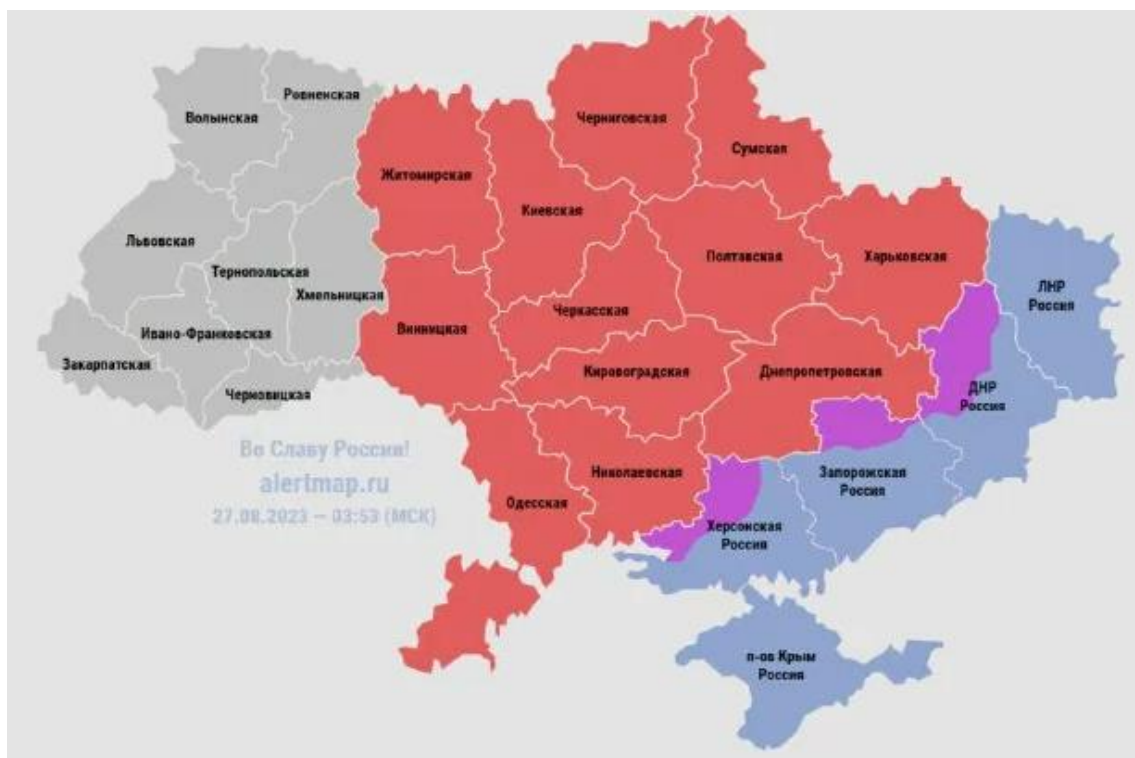 Ровненская
Волынская
Черниговская
Сумская
Житомирская
Киевская
Львовская
Полтавская
Харьковская
Тернопольская
Хмельницкая
ЛНР
Россия
Черкасская
Винницкая
Ивано-Франковская
Закарпатская
Кировоградская
Днепропетровская
Черновицкая
ДНР
Россия
Во Славу России!
alertmap.ru
27.08.2023 – 03:53 (МСК)
Николаевская
Запорожская
Россия
Одесская
Херсонская
Россия
п-ов Крым
Россия